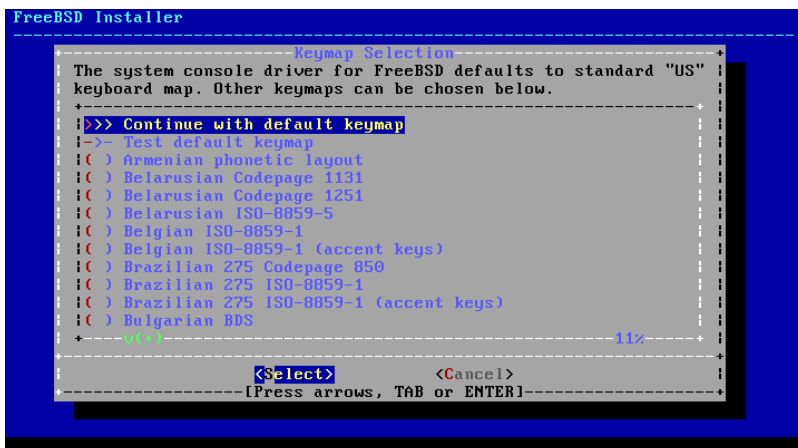 FreeBSD Installer
Keymap Selection
The system console driver for FreeBSD defaults to standard "US"
keyboard map. Other keymaps can be chosen below.
>>> Continue with default keymap
->- Test default keymap
( ) Armenian phonetic layout
( ) Belarusian Codepage 1131
( ) Belarusian Codepage 1251
( ) Belarusian ISO-8859-5
( ) Belgian ISO-8859-1
( ) Belgian ISO-8859-1 (accent keys)
( ) Brazilian 275 Codepage 850
( ) Brazilian 275 ISO-8859-1
( ) Brazilian 275 ISO-8859-1 (accent keys)
( ) Bulgarian BDS
v(+) 11%
<Select> <Cancel>
[Press arrows, TAB or ENTER]